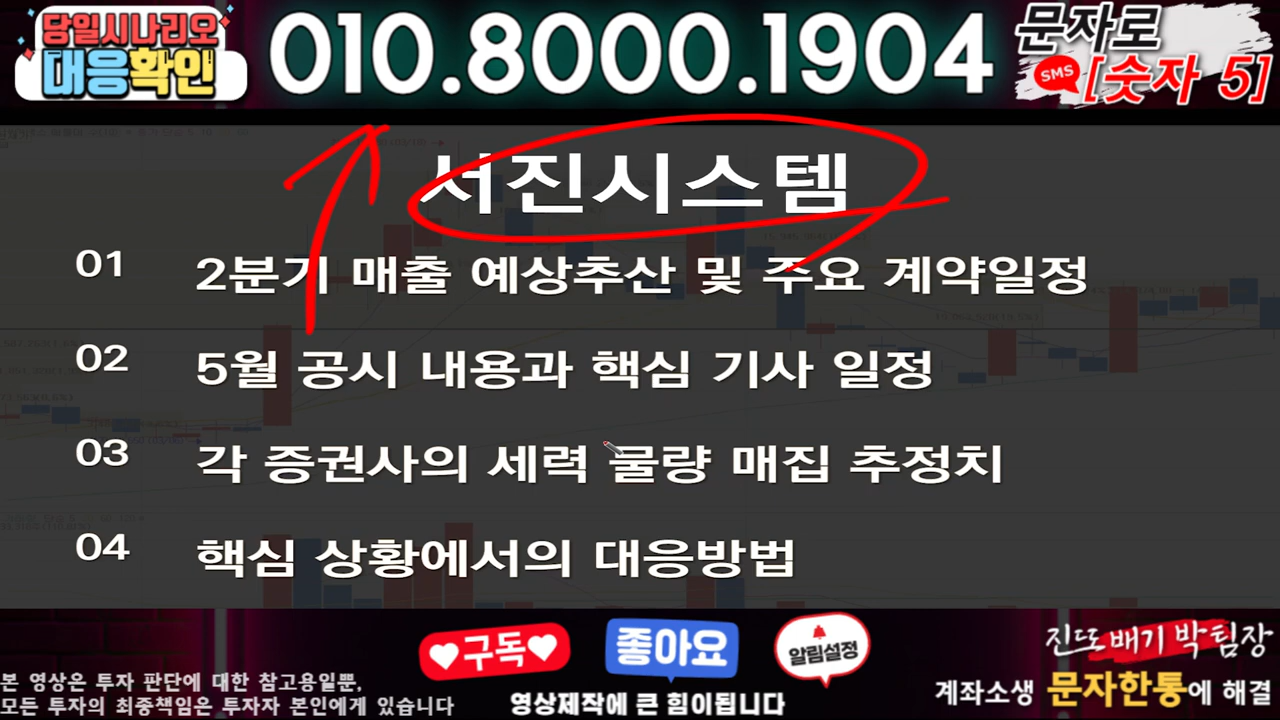 당일시나리오
대응확인
010.8000.1904
문자로
SMS [숫자 5]
서진시스템
01 2분기 매출 예상추산 및 주요 계약일정
02 5월 공시 내용과 핵심 기사 일정
03 각 증권사의 세력 물량 매집 추정치
04 핵심 상황에서의 대응방법
구독
좋아요
알림설정
진또배기 박팀장
본 영상은 투자 판단에 대한 참고용일뿐,
모든 투자의 최종책임은 투자자 본인에게 있습니다
영상제작에 큰 힘이됩니다
계좌소생 문자한통에 해결